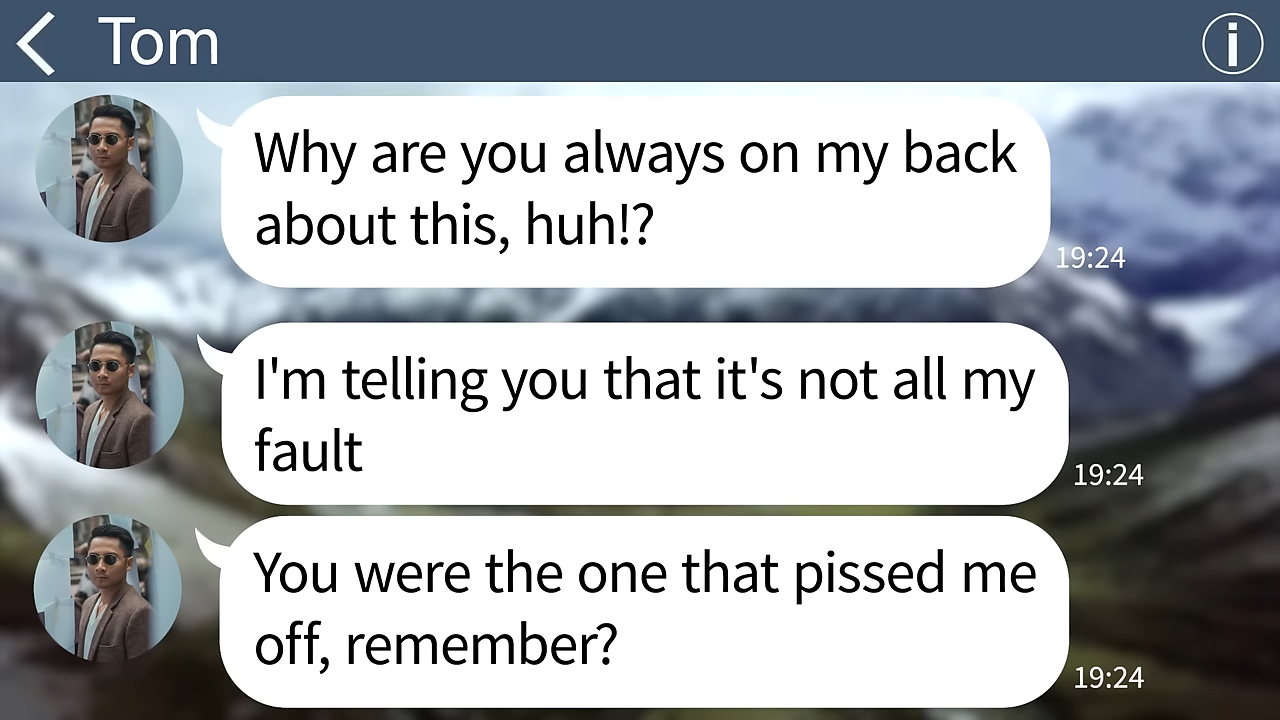 Tom
Why are you always on my back
about this, huh!?
19:24
I'm telling you that it's not all my
fault
19:24
You were the one that pissed me
off, remember?
19:24